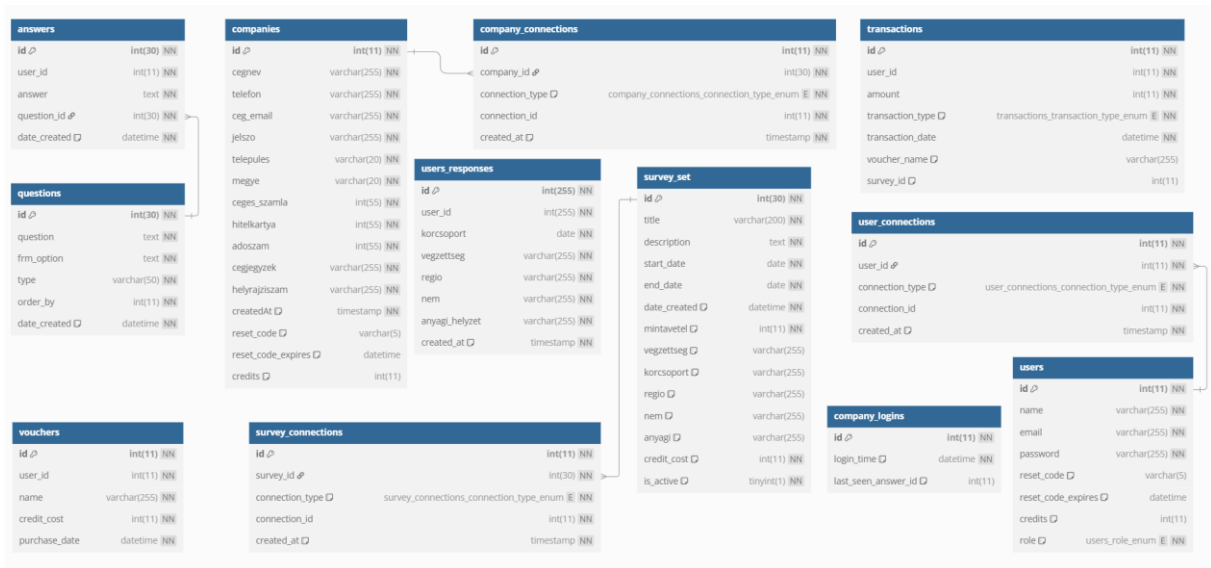 answers
id int(30) NN
user_id int(11) NN
answer text NN
question_id int(30) NN
date_created datetime NN
questions
id int(30) NN
question text NN
frm_option text NN
type varchar(50) NN
order_by int(11) NN
date_created datetime NN
vouchers
id int(11) NN
user_id int(11) NN
name varchar(255) NN
credit_cost int(11) NN
purchase_date datetime NN
companies
id int(11) NN
cegnev varchar(255) NN
telefon varchar(255) NN
ceg_email varchar(255) NN
jelszo varchar(255) NN
telepules varchar(20) NN
megye varchar(20) NN
ceges_szamla int(55) NN
hitelkartya int(55) NN
adoszam int(55) NN
cegjegyzek varchar(255) NN
helyrajziszam varchar(255) NN
createdAt timestamp NN
reset_code varchar(5)
reset_code_expires datetime
credits int(11)
survey_connections
id int(11) NN
survey_id int(30) NN
connection_type survey_connections_connection_type_enum E NN
connection_id int(11) NN
created_at timestamp NN
company_connections
id int(11) NN
company_id int(30) NN
connection_type company_connections_connection_type_enum E NN
connection_id int(11) NN
created_at timestamp NN
users_responses
id int(255) NN
user_id int(255) NN
korcsoport date NN
vegzettseg varchar(255) NN
regio varchar(255) NN
nem varchar(255) NN
anyagi_helyzet varchar(255) NN
created_at timestamp NN
survey_set
id int(30) NN
title varchar(200) NN
description text NN
start_date date NN
end_date date NN
date_created datetime NN
mintavetel int(11) NN
vegzettseg varchar(255)
korcsoport varchar(255)
regio varchar(255)
nem varchar(255)
anyagi varchar(255)
credit_cost int(11) NN
is_active tinyint(1) NN
transactions
id int(11) NN
user_id int(11) NN
amount int(11) NN
transaction_type transactions_transaction_type_enum E NN
transaction_date datetime NN
voucher_name varchar(255)
survey_id int(11)
user_connections
id int(11) NN
user_id int(11) NN
connection_type user_connections_connection_type_enum E NN
connection_id int(11) NN
created_at timestamp NN
company_logins
id int(11) NN
login_time datetime NN
last_seen_answer_id int(11)
users
id int(11) NN
name varchar(255) NN
email varchar(255) NN
password varchar(255) NN
reset_code varchar(5)
reset_code_expires datetime
credits int(11)
role users_role_enum E NN